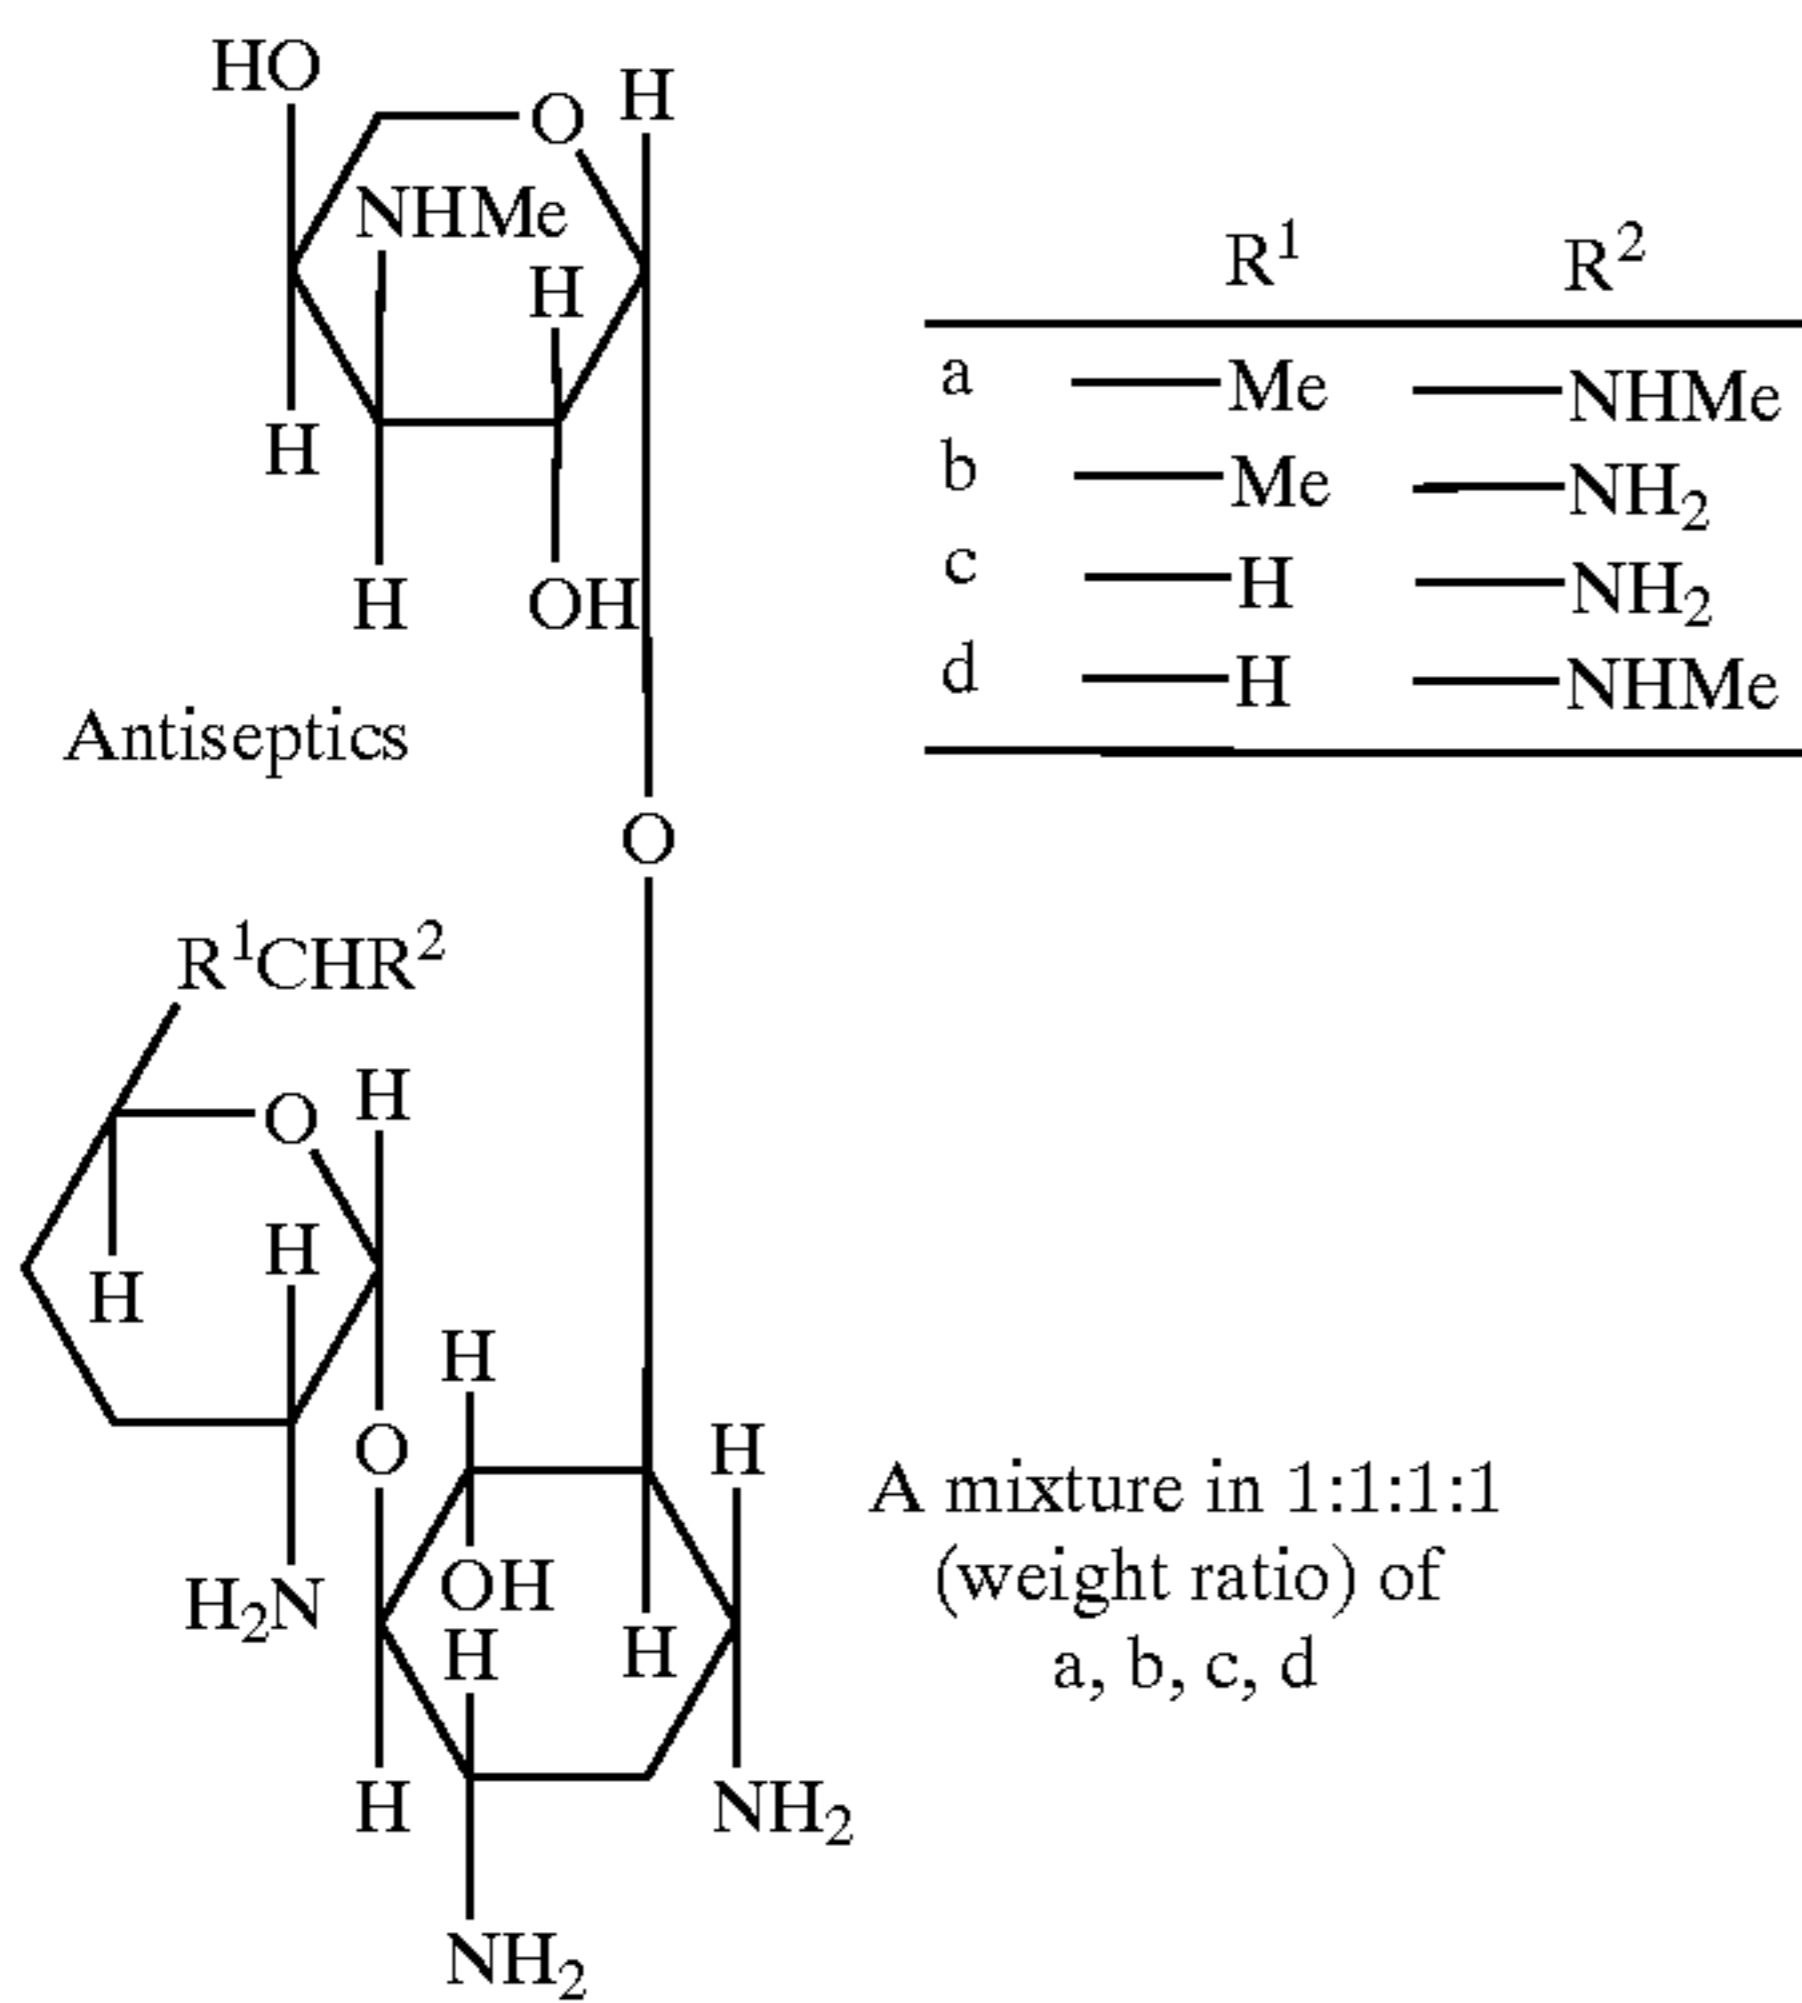 HO
H
O
NHMe
H
H
H
OH
R¹ R²
a —Me —NHMe
b —Me —NH₂
c —H —NH₂
d —H —NHMe
Antiseptics
O
R¹CHR²
H
O
H
H
H
O
H
H₂N
OH
H
H
H
NH₂
NH₂
A mixture in 1:1:1:1
(weight ratio) of
a, b, c, d